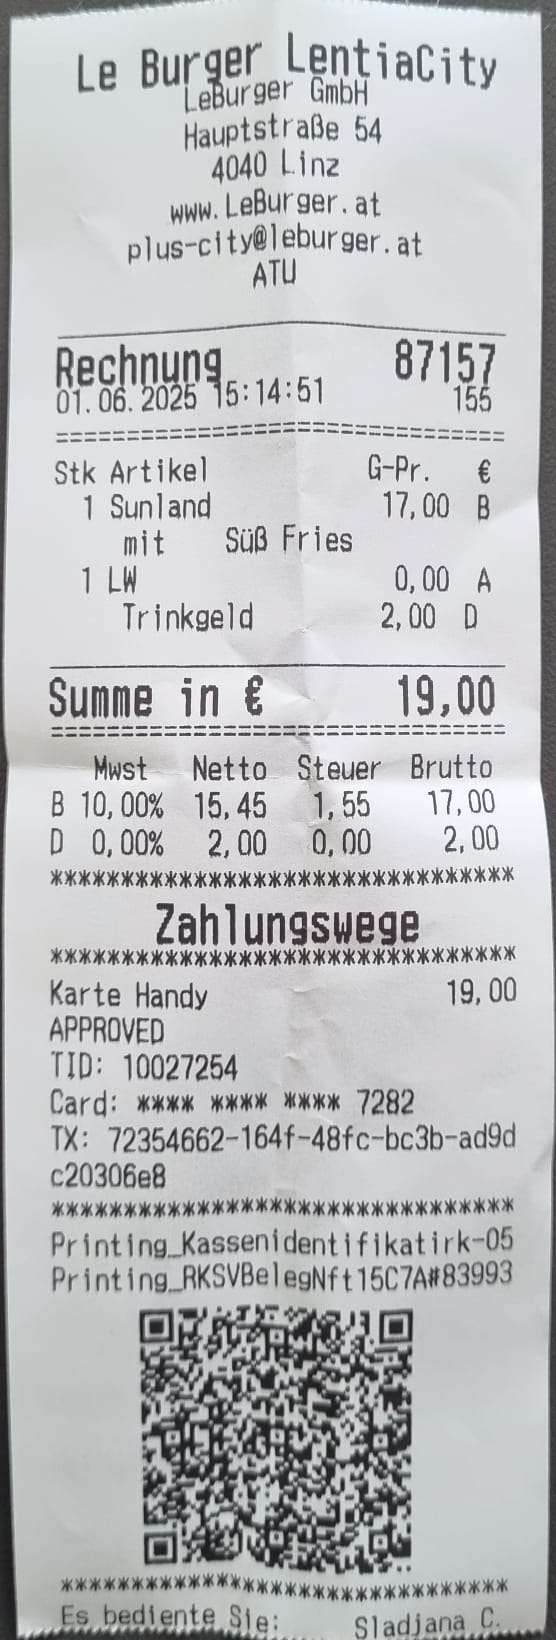 Le Burger LentiaCity
LeBurger GmbH
Hauptstraße 54
4040 Linz
www.LeBurger.at
plus-city@leburger.at
ATU
Rechnung 87157
01.06.2025 15:14:51 155
================================
Stk Artikel G-Pr. €
1 Sunland 17,00 B
mit Süß Fries
1 LW 0,00 A
Trinkgeld 2,00 D
Summe in € 19,00
================================
Mwst Netto Steuer Brutto
B 10,00% 15,45 1,55 17,00
D 0,00% 2,00 0,00 2,00
********************************
Zahlungswege
********************************
Karte Handy 19,00
APPROVED
TID: 10027254
Card: **** **** **** 7282
TX: 72354662-164f-48fc-bc3b-ad9d
c20306e8
********************************
Printing_Kassenidentifikatirk-05
Printing_RKSVBelegNft15C7A#83993
********************************
Es bediente Sie: Sladjana C.